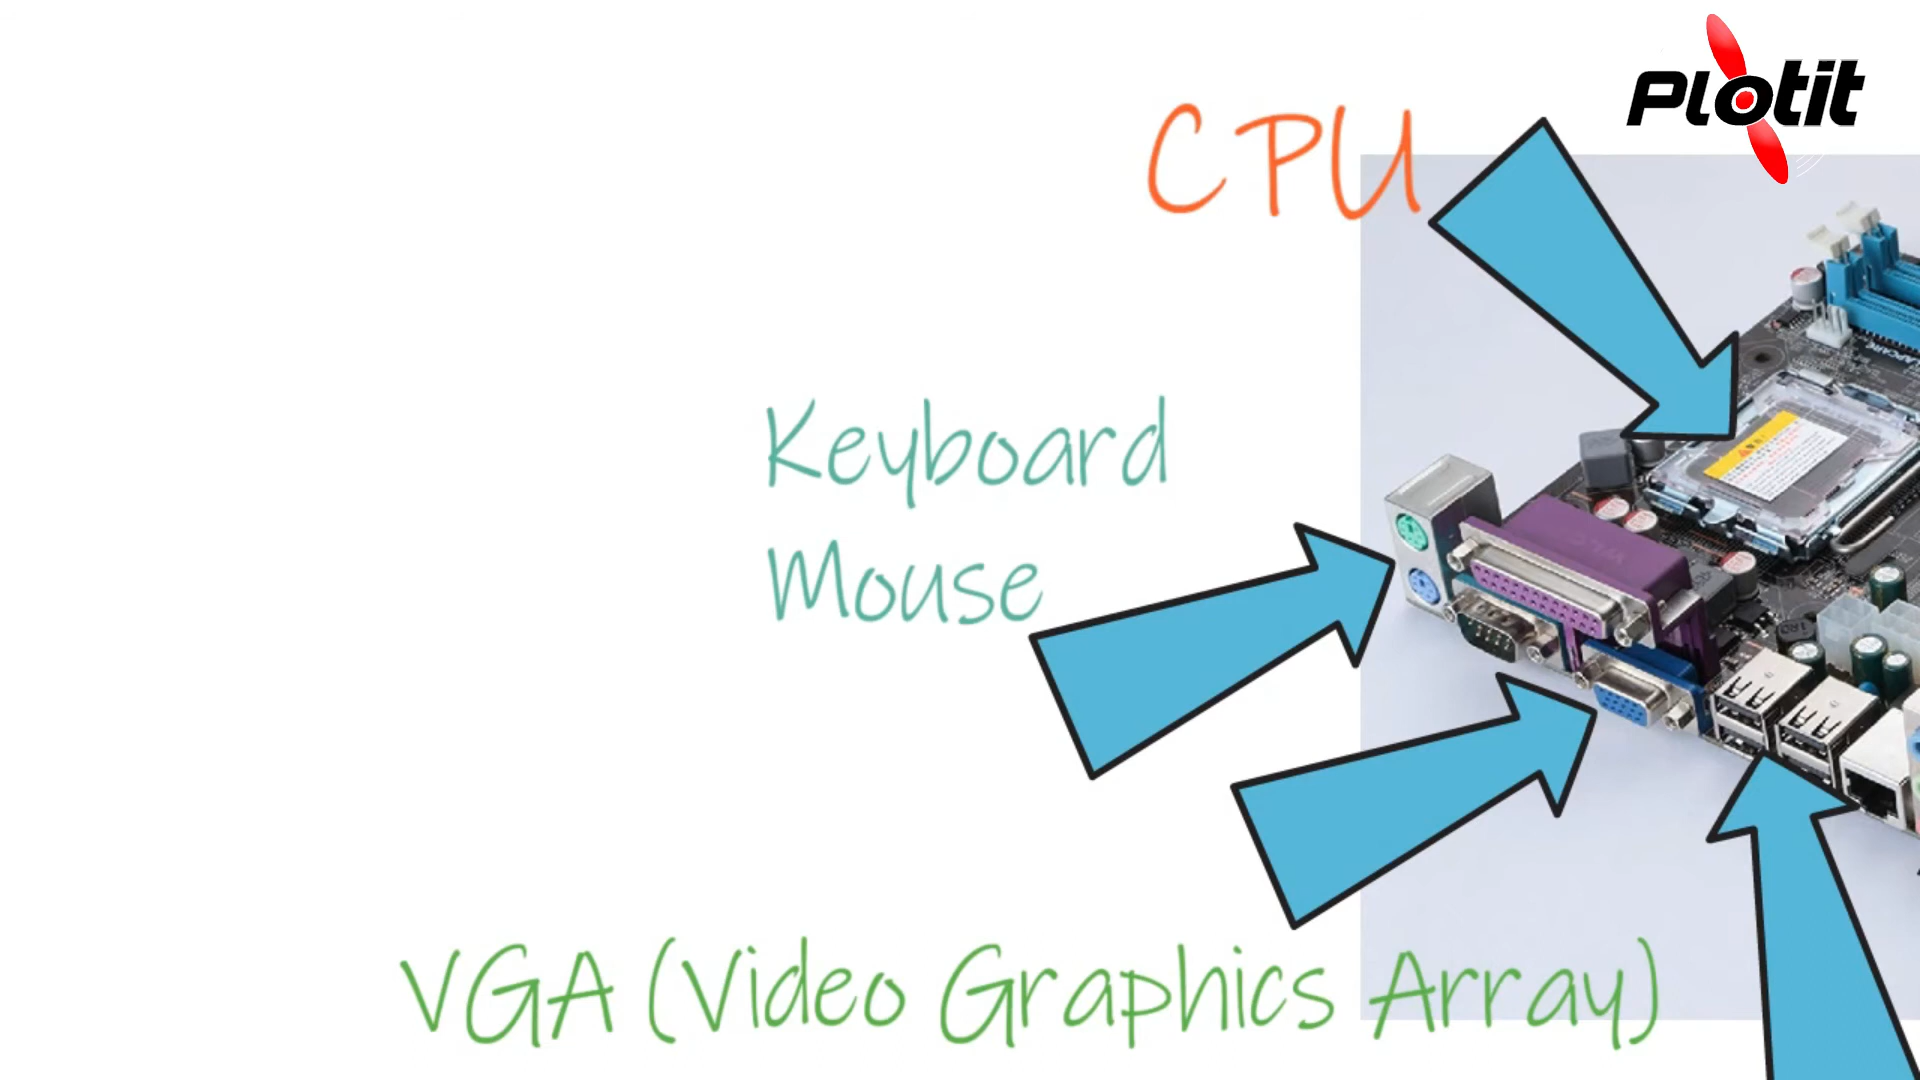 Plotit
CPU
Keyboard
Mouse
VGA (Video Graphics Array)